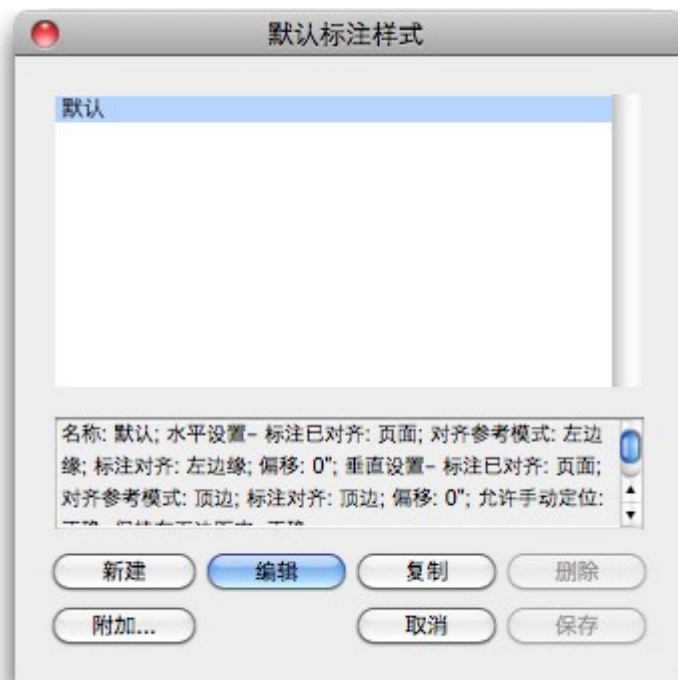 默认标注样式
默认
名称: 默认; 水平设置– 标注已对齐: 页面; 对齐参考模式: 左边
缘; 标注对齐: 左边缘; 偏移: 0"; 垂直设置– 标注已对齐: 页面;
对齐参考模式: 顶边; 标注对齐: 顶边; 偏移: 0"; 允许手动定位:
新建 编辑 复制 删除
附加... 取消 保存